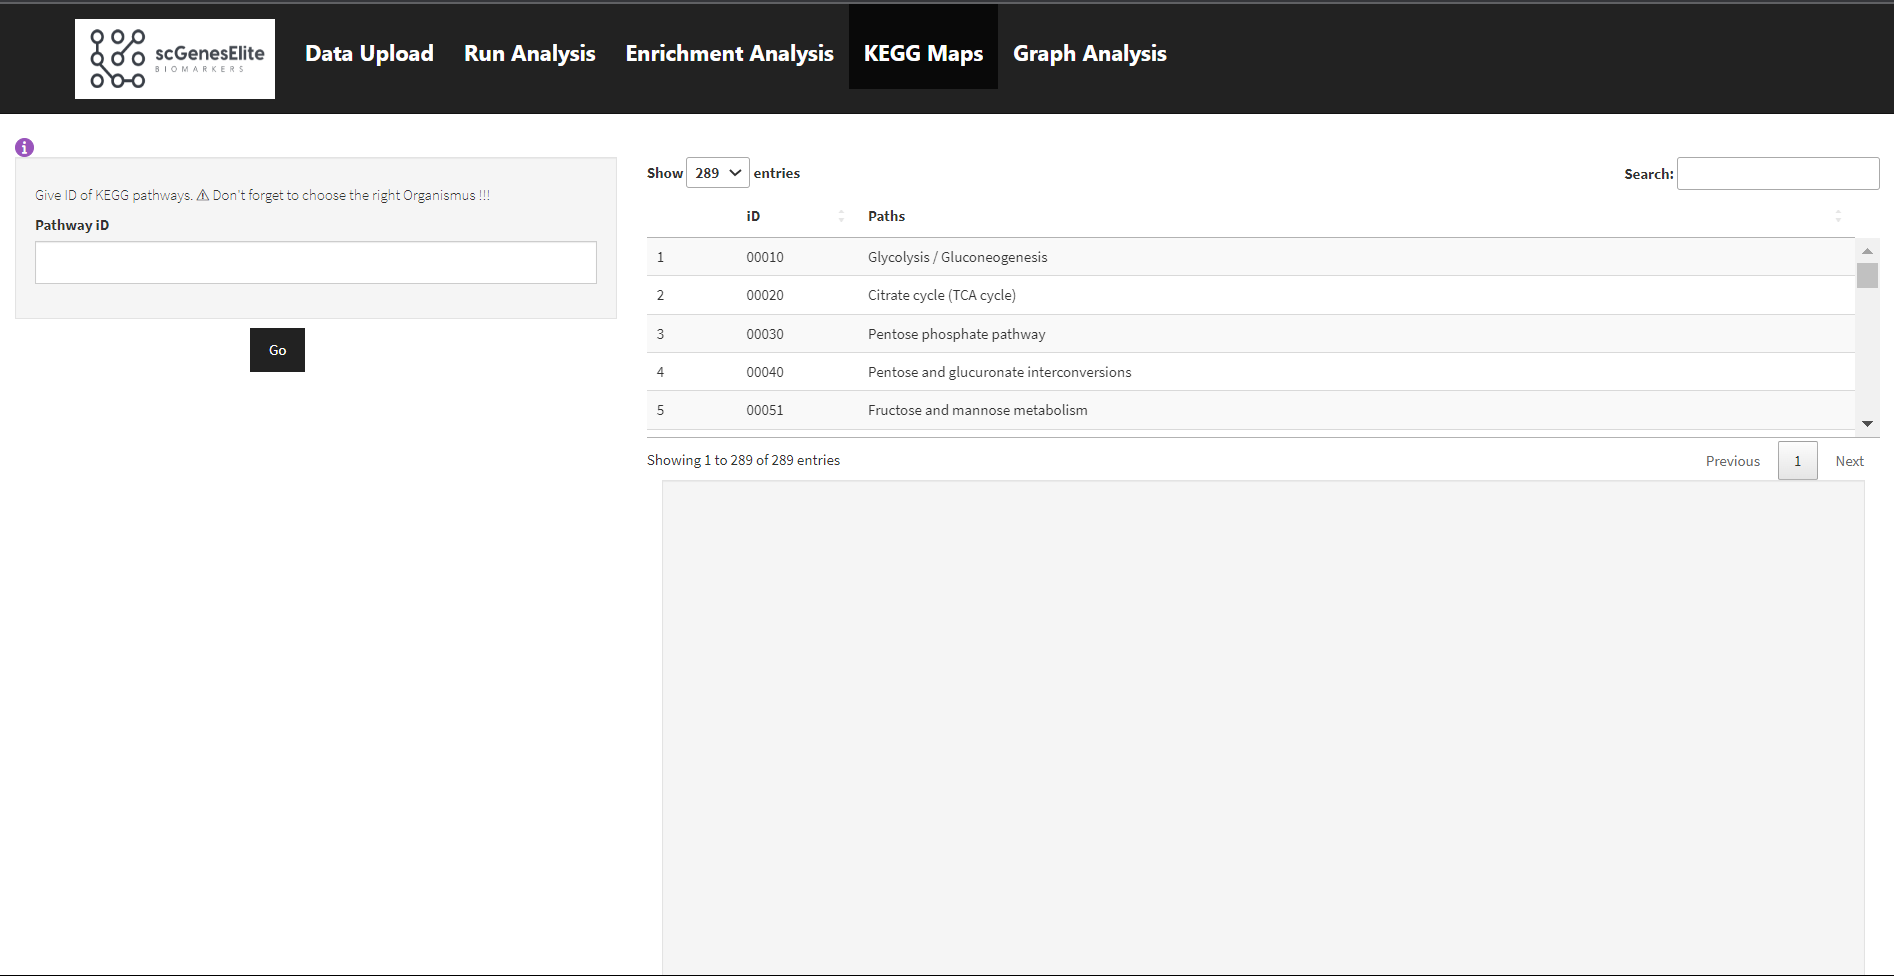 scGenesElite
BIOMARKERS
Data Upload
Run Analysis
Enrichment Analysis
KEGG Maps
Graph Analysis
i
Give ID of KEGG pathways. ⚠ Don't forget to choose the right Organismus !!!
Pathway iD
Go
Show 289 entries
Search:
iD Paths
1 00010 Glycolysis / Gluconeogenesis
2 00020 Citrate cycle (TCA cycle)
3 00030 Pentose phosphate pathway
4 00040 Pentose and glucuronate interconversions
5 00051 Fructose and mannose metabolism
Showing 1 to 289 of 289 entries
Previous 1 Next